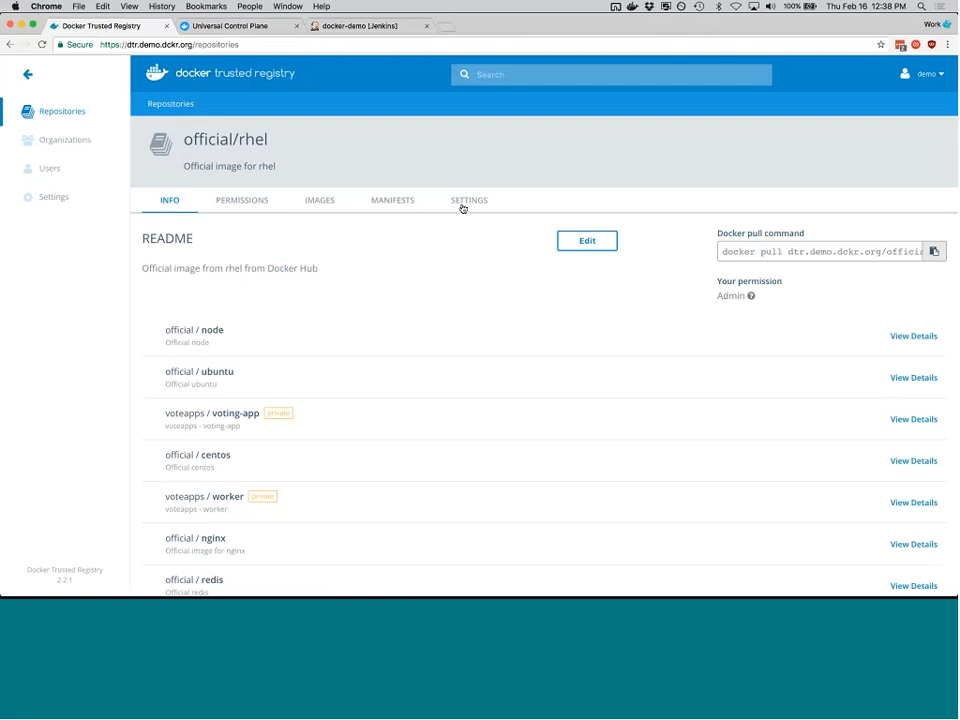 Chrome File Edit View History Bookmarks People Window Help
100% Thu Feb 16 12:38 PM
Docker Trusted Registry Universal Control Plane docker-demo [Jenkins]
Work
Secure https://dtr.demo.dckr.org/repositories
docker trusted registry
Search
demo
Repositories
Repositories
Organizations
Users
Settings
official/rhel
Official image for rhel
INFO PERMISSIONS IMAGES MANIFESTS SETTINGS
README
Edit
Official image from rhel from Docker Hub
Docker pull command
docker pull dtr.demo.dckr.org/officia
Your permission
Admin
official / node
Official node
View Details
official / ubuntu
Official ubuntu
View Details
voteapps / voting-app private
voteapps - voting-app
View Details
official / centos
Official centos
View Details
voteapps / worker private
voteapps - worker
View Details
official / nginx
Official image for nginx
View Details
official / redis
Official redis
View Details
Docker Trusted Registry
2.2.1